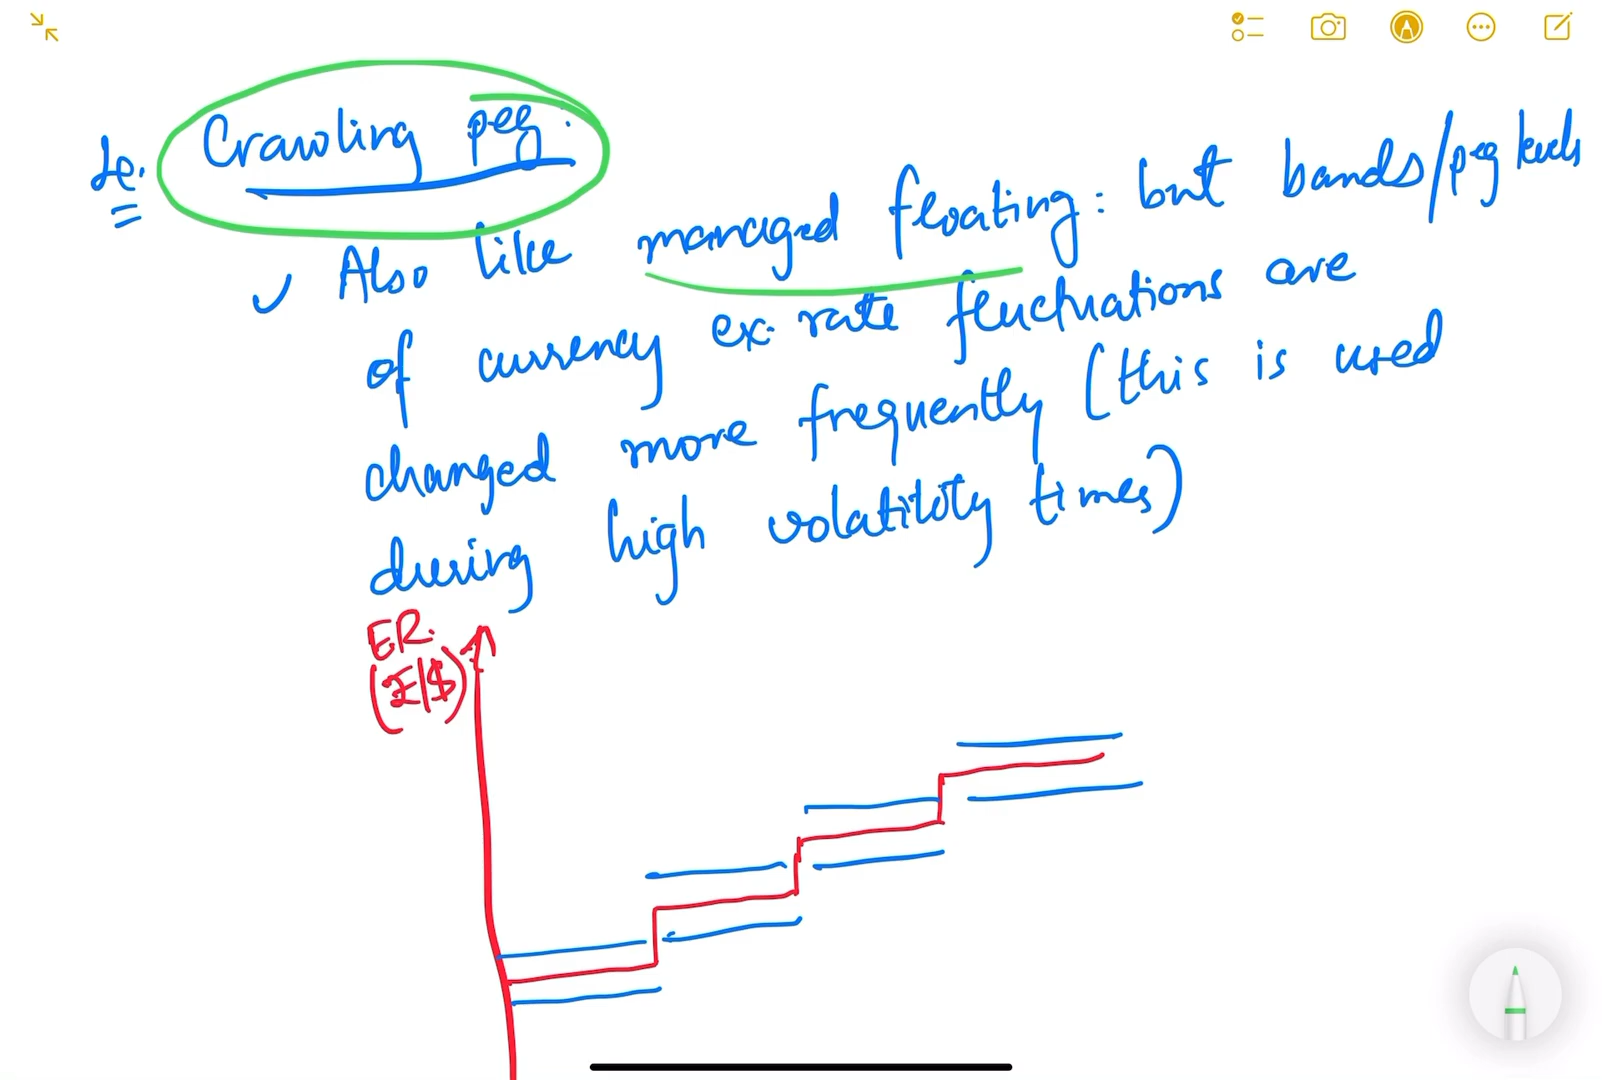 Crawling peg.
✓ Also like managed floating: but bands/peg levels
of currency ex. rate fluctuations are
changed more frequently (this is used
during high volatility times)
ER.
(₹/$)